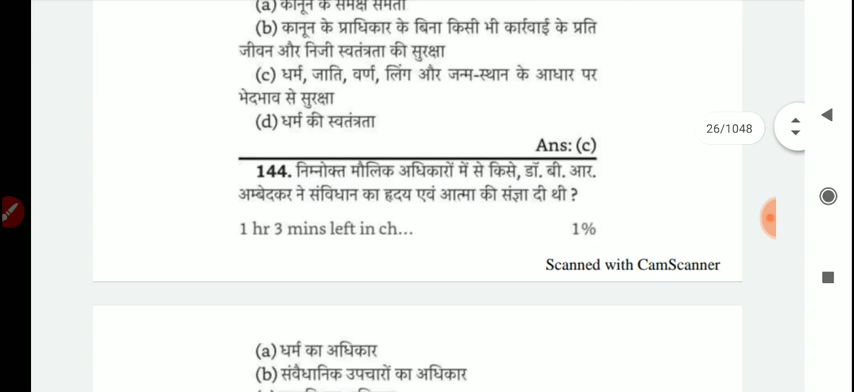 (a) कानून के समक्ष समता
(b) कानून के प्राधिकार के बिना किसी भी कार्रवाई के प्रति
जीवन और निजी स्वतंत्रता की सुरक्षा
(c) धर्म, जाति, वर्ण, लिंग और जन्म-स्थान के आधार पर
भेदभाव से सुरक्षा
(d) धर्म की स्वतंत्रता
26/1048
Ans: (c)
144. निम्नोक्त मौलिक अधिकारों में से किसे, डॉ. बी. आर.
अम्बेदकर ने संविधान का हृदय एवं आत्मा की संज्ञा दी थी ?
1 hr 3 mins left in ch... 1%
Scanned with CamScanner
(a) धर्म का अधिकार
(b) संवैधानिक उपचारों का अधिकार